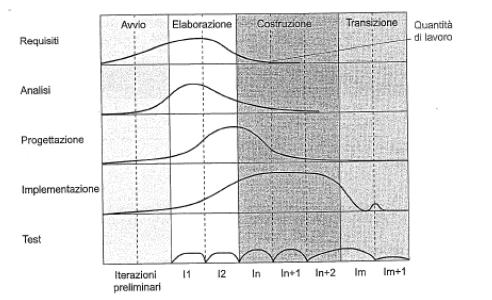 Avvio Elaborazione Costruzione Transizione
Quantità
di lavoro
Requisiti
Analisi
Progettazione
Implementazione
Test
Iterazioni
preliminari
I1 I2 In In+1 In+2 Im Im+1